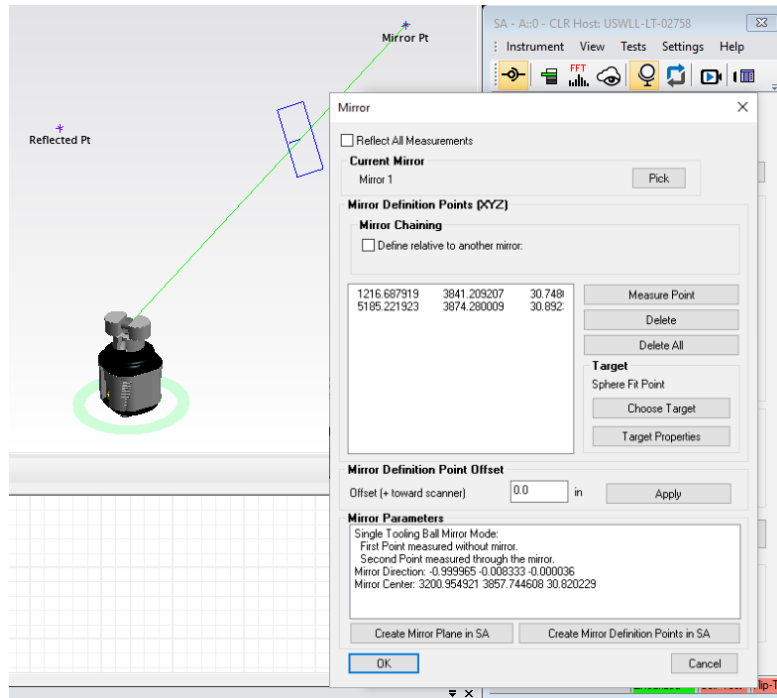 SA - A::0 - CLR Host: USWLL-LT-02758
Instrument View Tests Settings Help
FFT
Mirror Pt
Reflected Pt
Mirror
Reflect All Measurements
Current Mirror
Mirror 1
Pick
Mirror Definition Points (XYZ)
Mirror Chaining
Define relative to another mirror:
1216.687919 3841.209207 30.748
5185.221923 3874.280009 30.892
Measure Point
Delete
Delete All
Target
Sphere Fit Point
Choose Target
Target Properties
Mirror Definition Point Offset
Offset (+ toward scanner) 0.0 in Apply
Mirror Parameters
Single Tooling Ball Mirror Mode:
First Point measured without mirror.
Second Point measured through the mirror.
Mirror Direction: -0.999965 -0.008333 -0.000036
Mirror Center: 3200.954921 3857.744608 30.820229
Create Mirror Plane in SA Create Mirror Definition Points in SA
OK Cancel